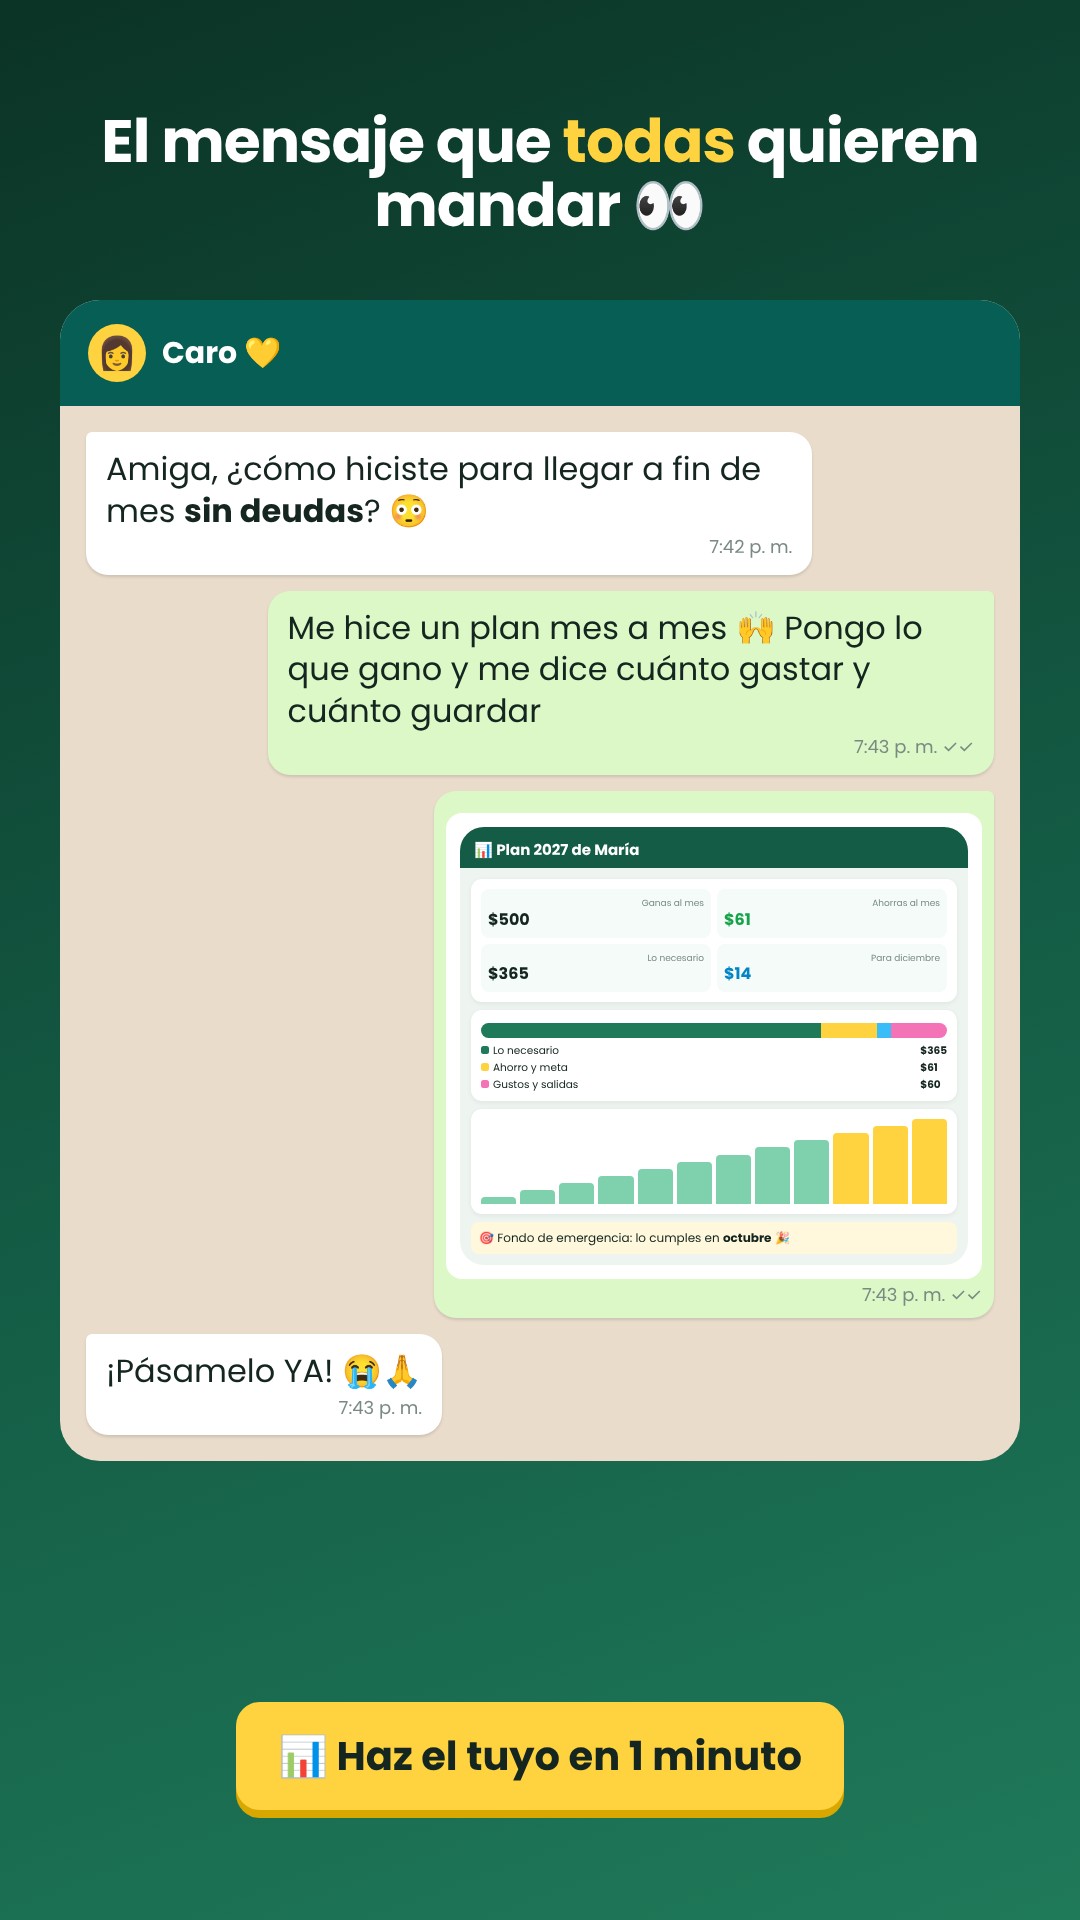 El mensaje que todas quieren
mandar 👀
Caro 💛
Amiga, ¿cómo hiciste para llegar a fin de
mes sin deudas? 😳
7:42 p. m.
Me hice un plan mes a mes 🙌 Pongo lo
que gano y me dice cuánto gastar y
cuánto guardar
7:43 p. m. ✓✓
📊 Plan 2027 de María
Ganas al mes
$500
Ahorras al mes
$61
Lo necesario
$365
Para diciembre
$14
Lo necesario $365
Ahorro y meta $61
Gustos y salidas $60
🎯 Fondo de emergencia: lo cumples en octubre 🎉
7:43 p. m. ✓✓
¡Pásamelo YA! 😭🙏
7:43 p. m.
📊 Haz el tuyo en 1 minuto